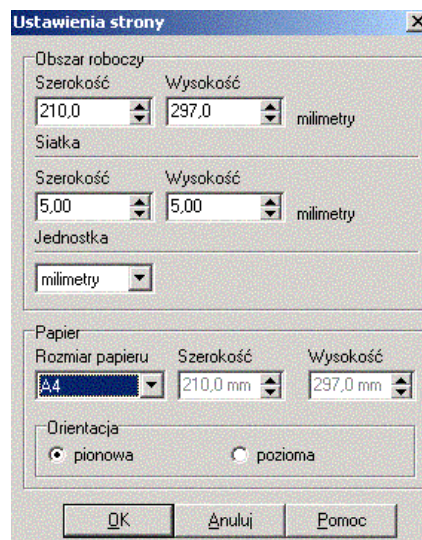 Ustawienia strony
Obszar roboczy
Szerokość Wysokość
210,0 297,0 milimetry
Siatka
Szerokość Wysokość
5,00 5,00 milimetry
Jednostka
milimetry
Papier
Rozmiar papieru Szerokość Wysokość
A4 210,0 mm 297,0 mm
Orientacja
pionowa pozioma
OK Anuluj Pomoc